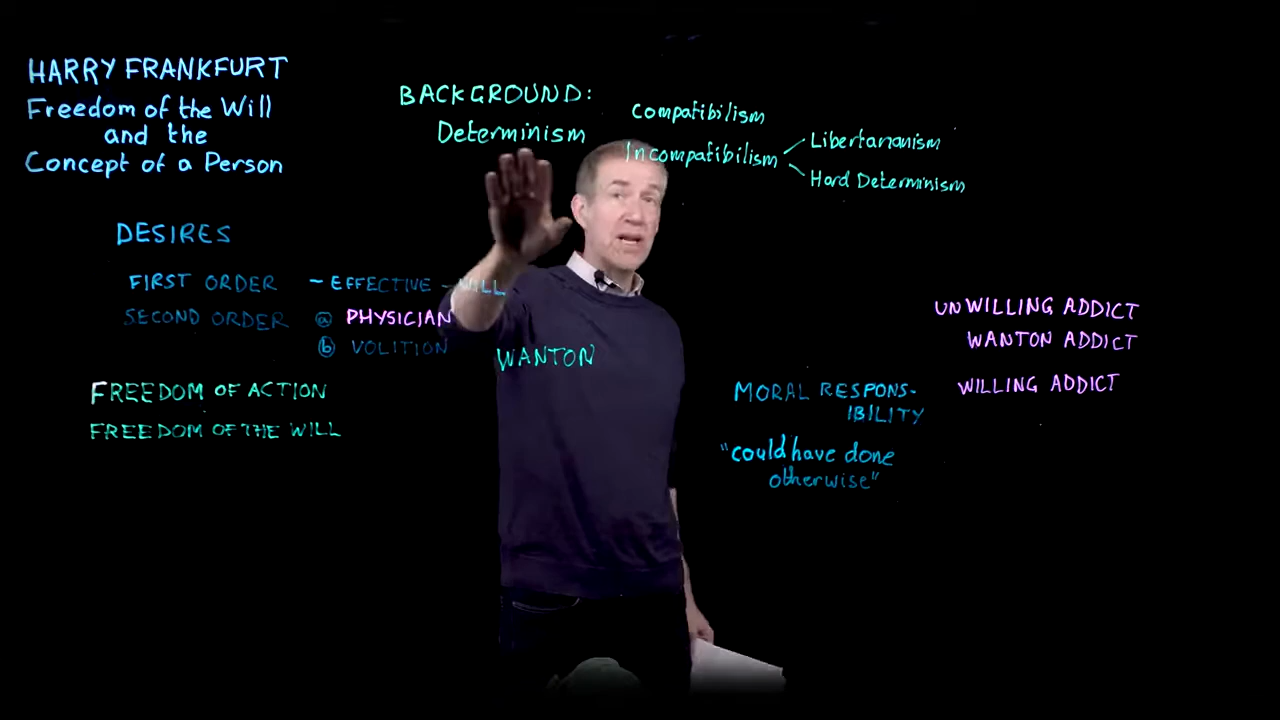 HARRY FRANKFURT
Freedom of the Will
and the
Concept of a Person
BACKGROUND:
Determinism
Compatibilism
Incompatibilism
Libertarianism
Hard Determinism
DESIRES
FIRST ORDER - EFFECTIVE - WILL
SECOND ORDER ⓐ PHYSICIAN
ⓑ VOLITION
WANTON
FREEDOM OF ACTION
FREEDOM OF THE WILL
MORAL RESPONS-
IBILITY
"could have done
otherwise"
UNWILLING ADDICT
WANTON ADDICT
WILLING ADDICT